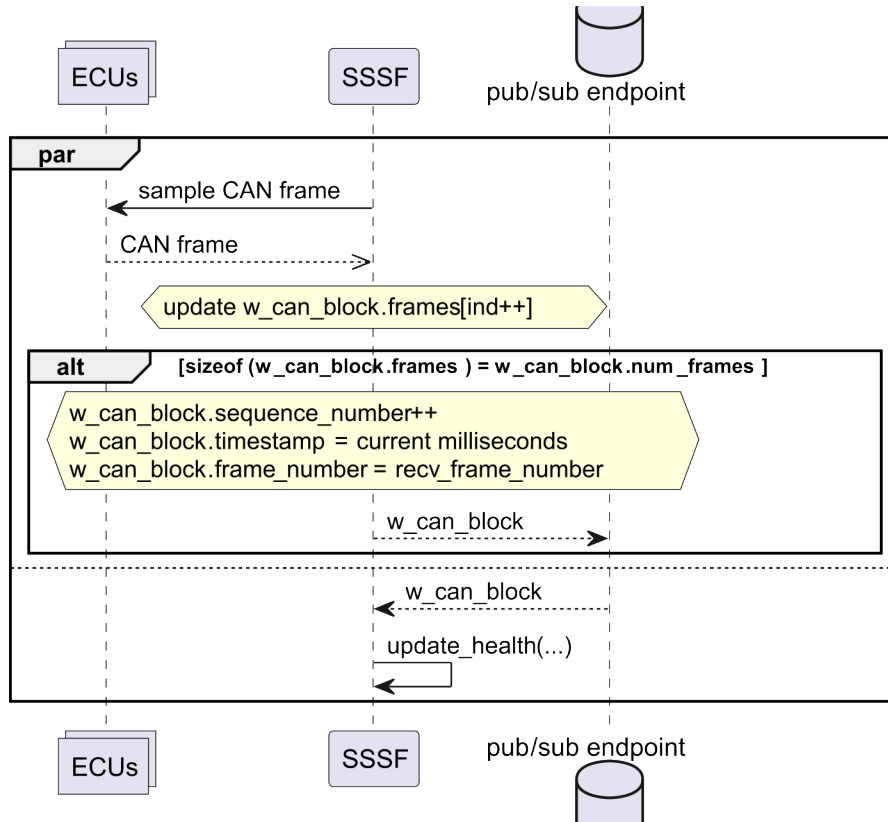 ECUs
SSSF
pub/sub endpoint
par
sample CAN frame
CAN frame
update w_can_block.frames[ind++]
alt
[sizeof (w_can_block.frames ) = w_can_block.num_frames ]
w_can_block.sequence_number++
w_can_block.timestamp = current milliseconds
w_can_block.frame_number = recv_frame_number
w_can_block
w_can_block
update_health(...)
ECUs
SSSF
pub/sub endpoint